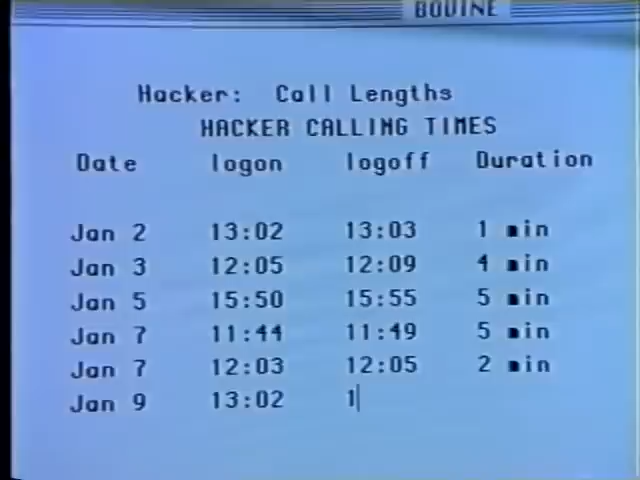 BOVINE
Hacker: Call Lengths
HACKER CALLING TIMES
Date logon logoff Duration
Jan 2 13:02 13:03 1 min
Jan 3 12:05 12:09 4 min
Jan 5 15:50 15:55 5 min
Jan 7 11:44 11:49 5 min
Jan 7 12:03 12:05 2 min
Jan 9 13:02 1